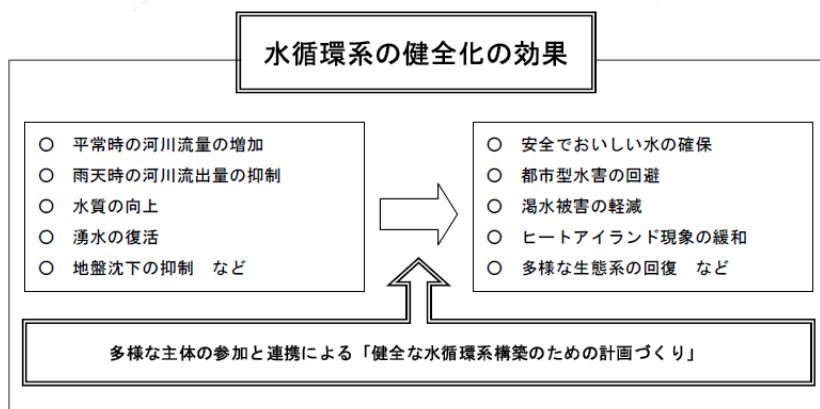 水循環系の健全化の効果
○ 平常時の河川流量の増加
○ 雨天時の河川流出量の抑制
○ 水質の向上
○ 湧水の復活
○ 地盤沈下の抑制 など
○ 安全でおいしい水の確保
○ 都市型水害の回避
○ 渇水被害の軽減
○ ヒートアイランド現象の緩和
○ 多様な生態系の回復 など
多様な主体の参加と連携による「健全な水循環系構築のための計画づくり」